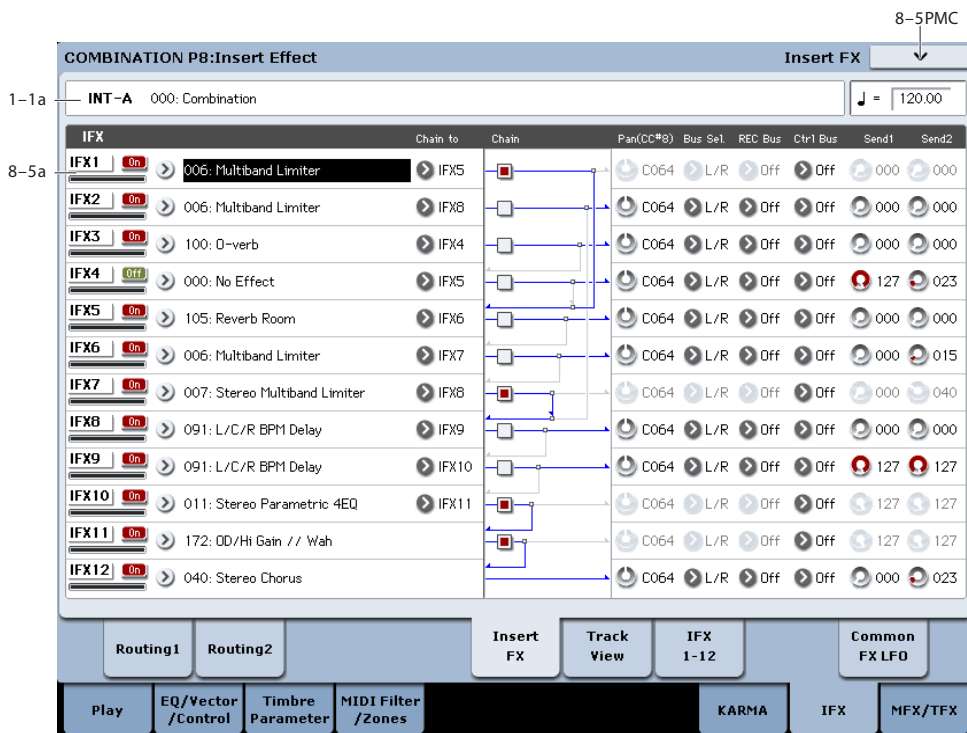 8–5PMC
COMBINATION P8:Insert Effect Insert FX
1–1a INT-A 000: Combination ♩ = 120.00
IFX Chain to Chain Pan(CC#8) Bus Sel. REC Bus Ctrl Bus Send1 Send2
8–5a IFX1 On 006: Multiband Limiter IFX5 C064 L/R Off Off 000 000
IFX2 On 006: Multiband Limiter IFX8 C064 L/R Off Off 000 000
IFX3 On 100: O-verb IFX4 C064 L/R Off Off 000 000
IFX4 Off 000: No Effect IFX5 C064 L/R Off Off 127 023
IFX5 On 105: Reverb Room IFX6 C064 L/R Off Off 000 000
IFX6 On 006: Multiband Limiter IFX7 C064 L/R Off Off 000 015
IFX7 On 007: Stereo Multiband Limiter IFX8 C064 L/R Off Off 000 040
IFX8 On 091: L/C/R BPM Delay IFX9 C064 L/R Off Off 000 000
IFX9 On 091: L/C/R BPM Delay IFX10 C064 L/R Off Off 127 127
IFX10 On 011: Stereo Parametric 4EQ IFX11 C064 L/R Off Off 127 127
IFX11 On 172: OD/Hi Gain // Wah C064 L/R Off Off 127 127
IFX12 On 040: Stereo Chorus C064 L/R Off Off 000 023
Routing1 Routing2 Insert FX Track View IFX 1-12 Common FX LFO
Play EQ/Vector /Control Timbre Parameter MIDI Filter /Zones KARMA IFX MFX/TFX